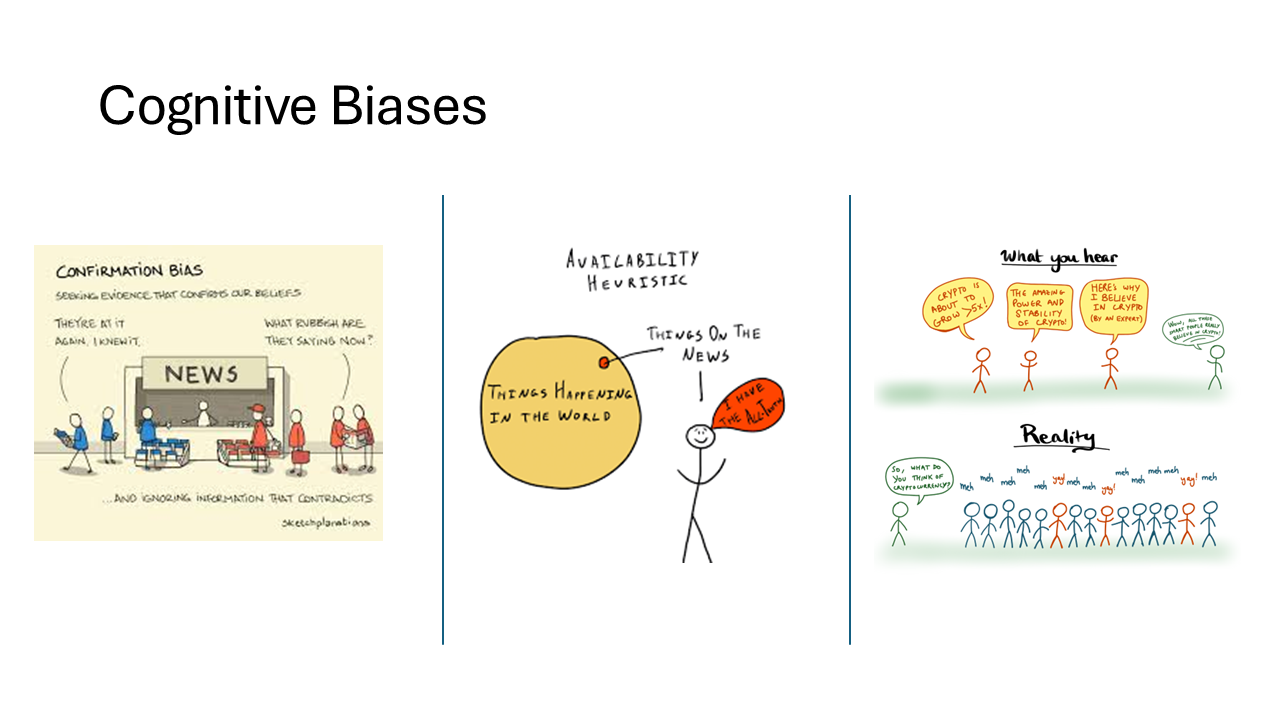 Cognitive Biases
CONFIRMATION BIAS
SEEKING EVIDENCE THAT CONFIRMS OUR BELIEFS
THEY'RE AT IT
AGAIN, I KNEW IT.
WHAT RUBBISH ARE
THEY SAYING NOW?
NEWS
...AND IGNORING INFORMATION THAT CONTRADICTS
sketchplanations
AVAILABILITY
HEURISTIC
THINGS ON THE
NEWS
THINGS HAPPENING
IN THE WORLD
I HAVE
THE ALL-TRUTH
What you hear
CRYPTO IS
ABOUT TO
GROW >5x!
THE AMAZING
POWER AND
STABILITY
OF CRYPTO!
HERE'S WHY
I BELIEVE
IN CRYPTO
(BY AN EXPERT)
WOW, ALL THESE
SMART PEOPLE REALLY
BELIEVE IN CRYPTO!
Reality
SO, WHAT DO
YOU THINK OF
CRYPTOCURRENCY?
meh meh meh meh meh yay! meh meh yay! meh meh meh meh yay! meh